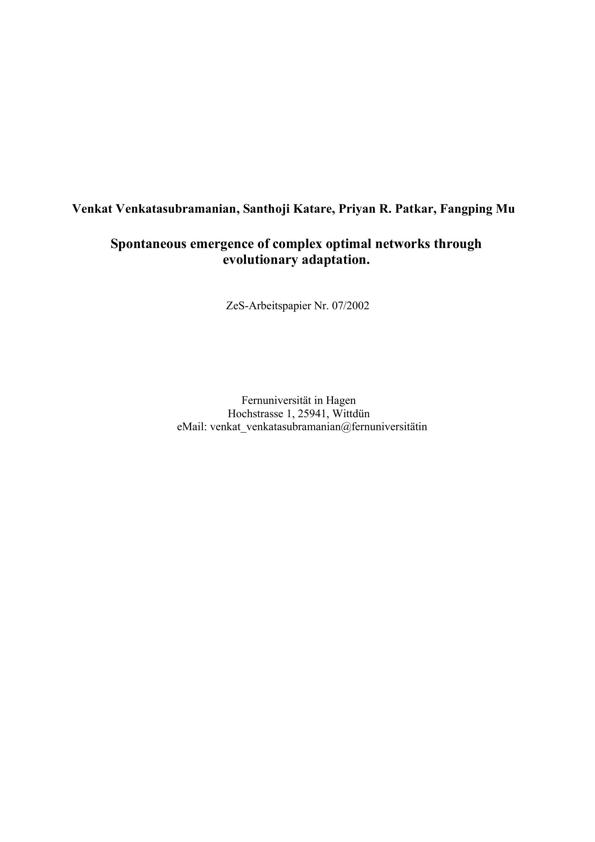 Venkat Venkatasubramanian, Santhoji Katare, Priyan R. Patkar, Fangping Mu
Spontaneous emergence of complex optimal networks through
evolutionary adaptation.
ZeS-Arbeitspapier Nr. 07/2002
Fernuniversität in Hagen
Hochstrasse 1, 25941, Wittdün
eMail: venkat_venkatasubramanian@fernuniversitätin